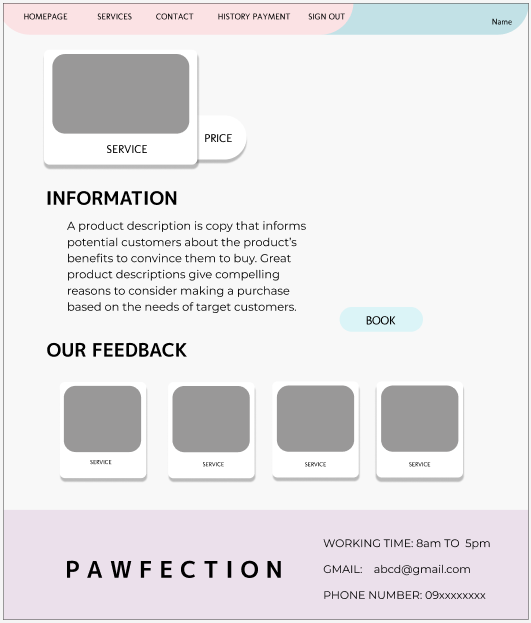 HOMEPAGE SERVICES CONTACT HISTORY PAYMENT SIGN OUT
Name
SERVICE
PRICE
INFORMATION
A product description is copy that informs
potential customers about the product's
benefits to convince them to buy. Great
product descriptions give compelling
reasons to consider making a purchase
based on the needs of target customers.
BOOK
OUR FEEDBACK
SERVICE SERVICE SERVICE SERVICE
PAWFECTION
WORKING TIME: 8am TO 5pm
GMAIL: abcd@gmail.com
PHONE NUMBER: 09xxxxxxxx